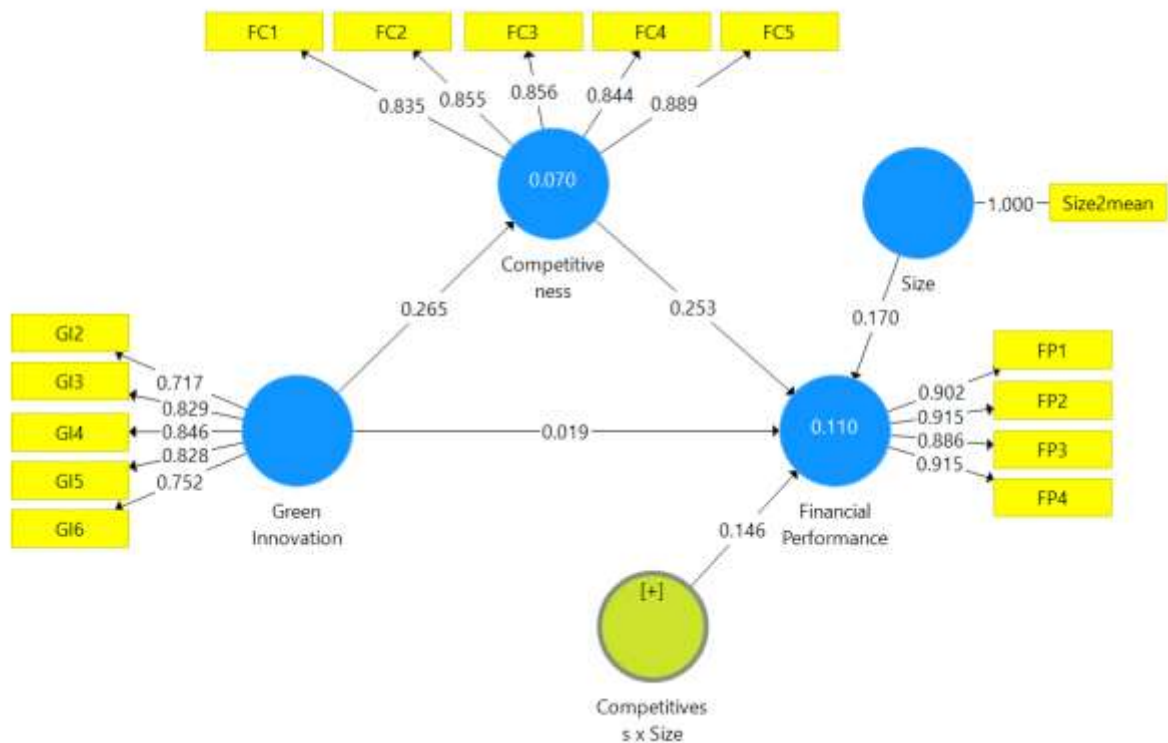 FC1 FC2 FC3 FC4 FC5
0.835 0.855 0.856 0.844 0.889
0.070
Competitive
ness
1.000 Size2mean
Size
0.265
0.253
0.170
GI2
GI3
GI4
GI5
GI6
0.717
0.829
0.846
0.828
0.752
Green
Innovation
0.019
0.110
Financial
Performance
0.902
0.915
0.886
0.915
FP1
FP2
FP3
FP4
0.146
[+]
Competitives
s x Size